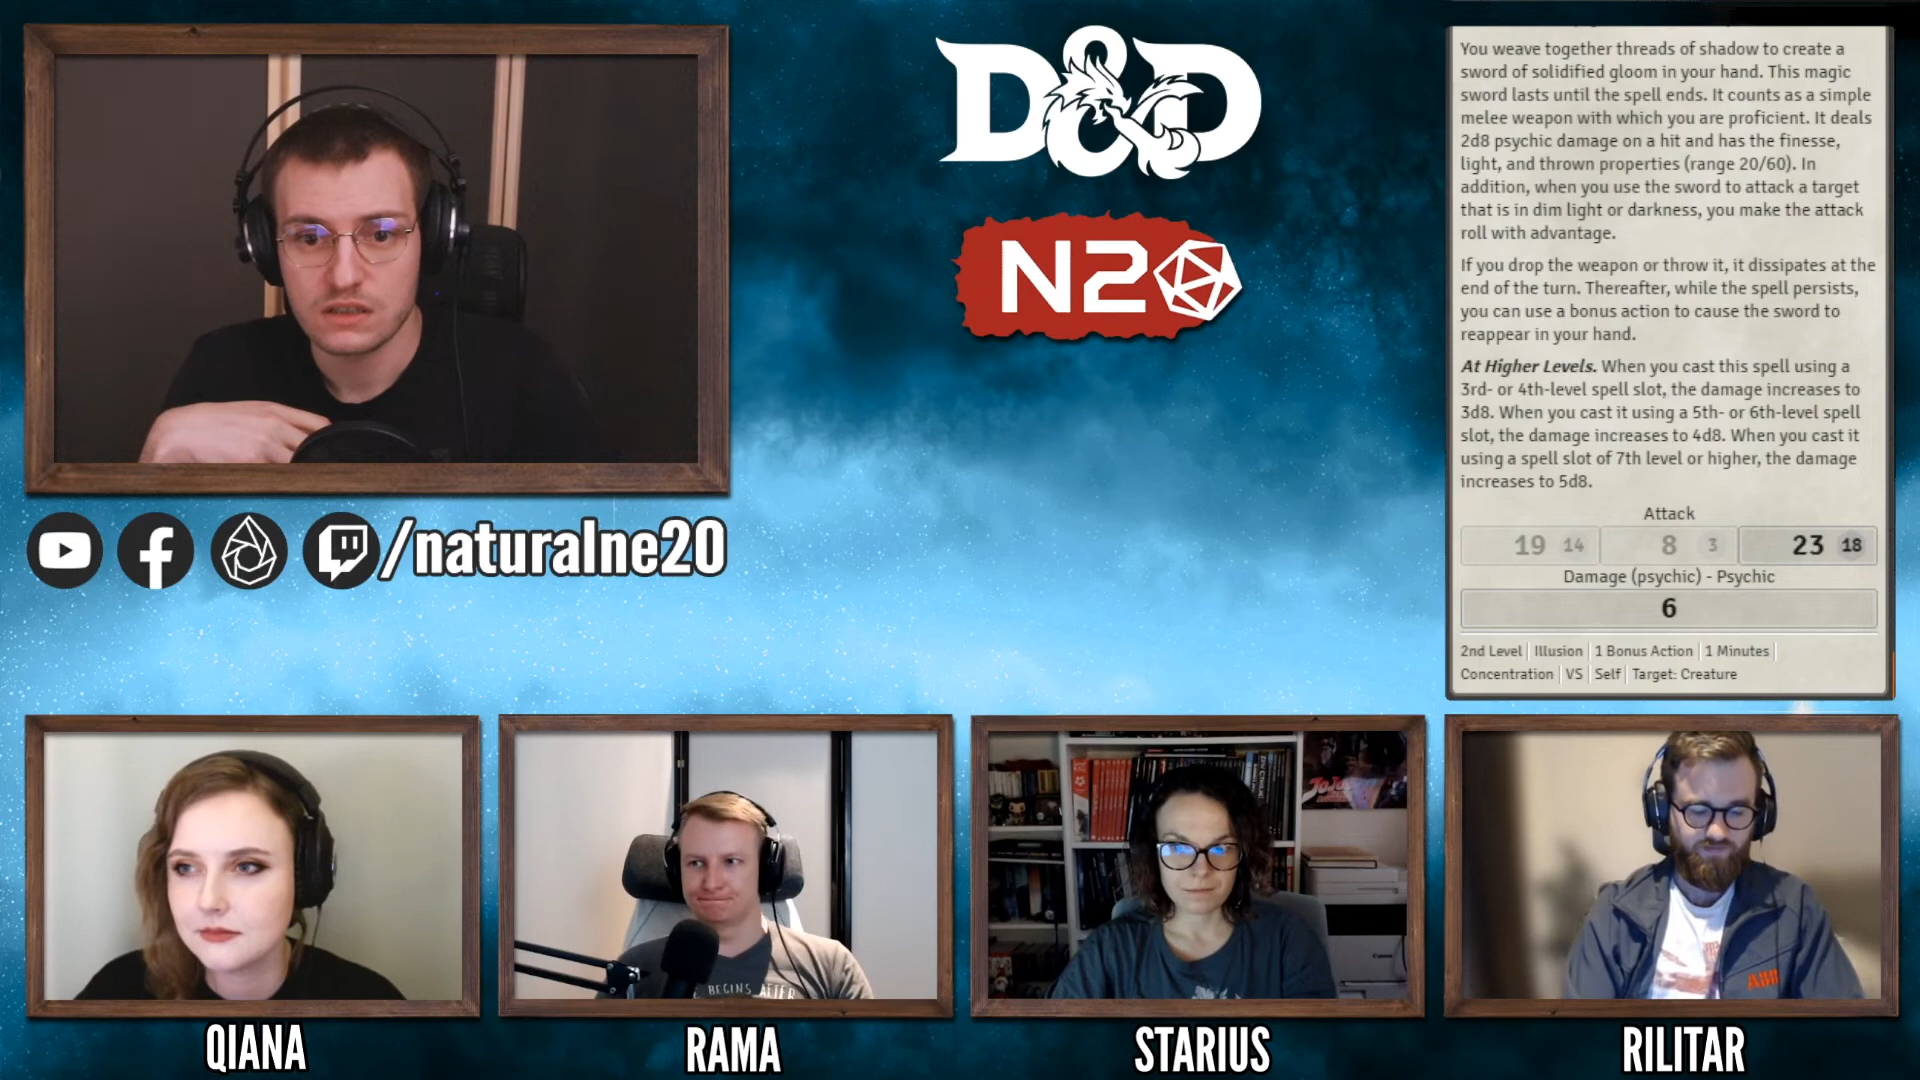 D&D
N20
/naturalne20
You weave together threads of shadow to create a
sword of solidified gloom in your hand. This magic
sword lasts until the spell ends. It counts as a simple
melee weapon with which you are proficient. It deals
2d8 psychic damage on a hit and has the finesse,
light, and thrown properties (range 20/60). In
addition, when you use the sword to attack a target
that is in dim light or darkness, you make the attack
roll with advantage.
If you drop the weapon or throw it, it dissipates at the
end of the turn. Thereafter, while the spell persists,
you can use a bonus action to cause the sword to
reappear in your hand.
At Higher Levels. When you cast this spell using a
3rd- or 4th-level spell slot, the damage increases to
3d8. When you cast it using a 5th- or 6th-level spell
slot, the damage increases to 4d8. When you cast it
using a spell slot of 7th level or higher, the damage
increases to 5d8.
Attack
19 14 8 3 23 18
Damage (psychic) - Psychic
6
2nd Level | Illusion | 1 Bonus Action | 1 Minutes |
Concentration | VS | Self | Target: Creature
BEGINS AFTER
JOJO
Canon
ABB
QIANA
RAMA
STARIUS
RILITAR